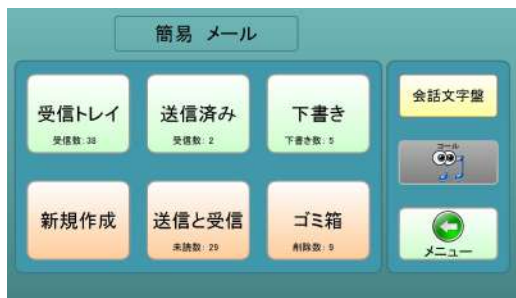 簡易 メール
受信トレイ
受信数: 38
送信済み
受信数: 2
下書き
下書き数: 5
新規作成
送信と受信
未読数: 29
ゴミ箱
削除数: 9
会話文字盤
コール
メニュー